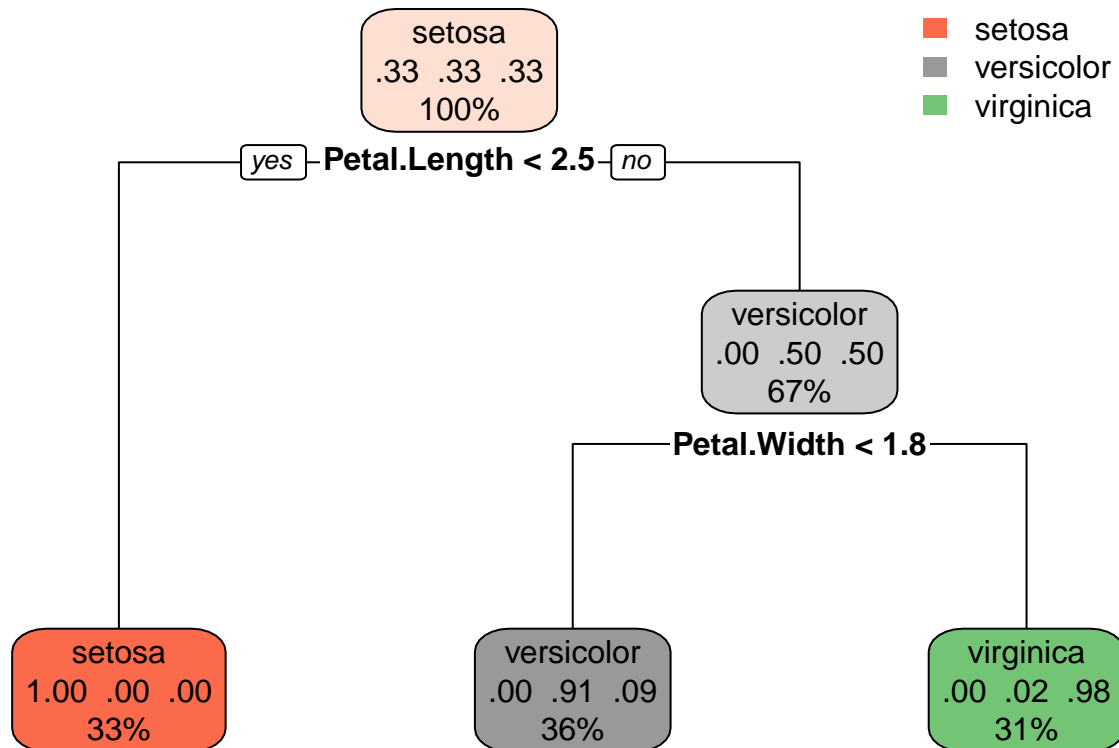 setosa
.33 .33 .33
100%
setosa
versicolor
virginica
yes Petal.Length < 2.5 no
versicolor
.00 .50 .50
67%
Petal.Width < 1.8
setosa
1.00 .00 .00
33%
versicolor
.00 .91 .09
36%
virginica
.00 .02 .98
31%